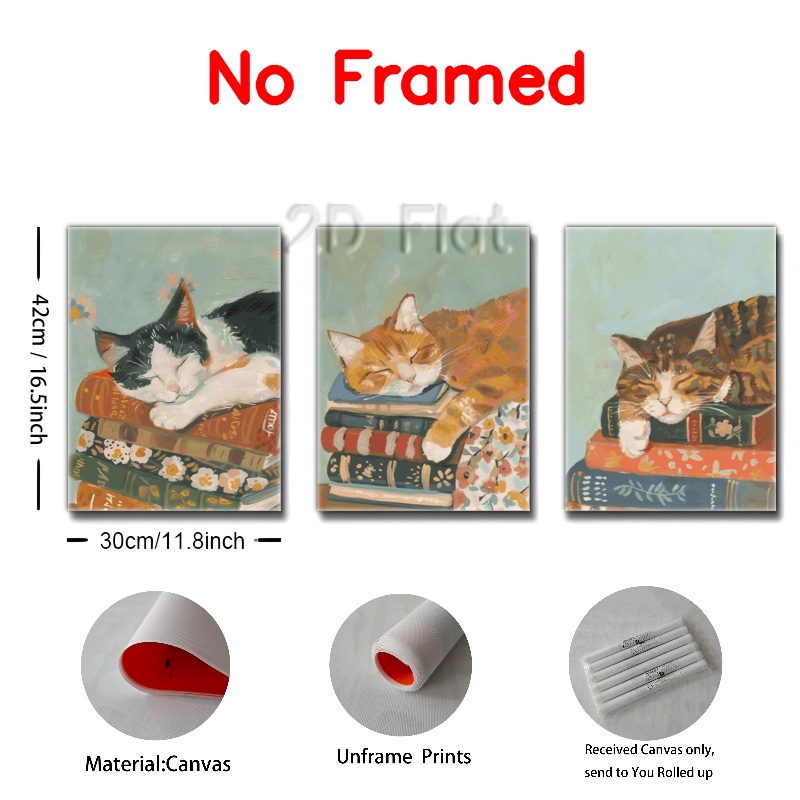 No Framed
2D Flat
42cm / 16.5inch
30cm/11.8inch
Material:Canvas
Unframe Prints
Received Canvas only,
send to You Rolled up